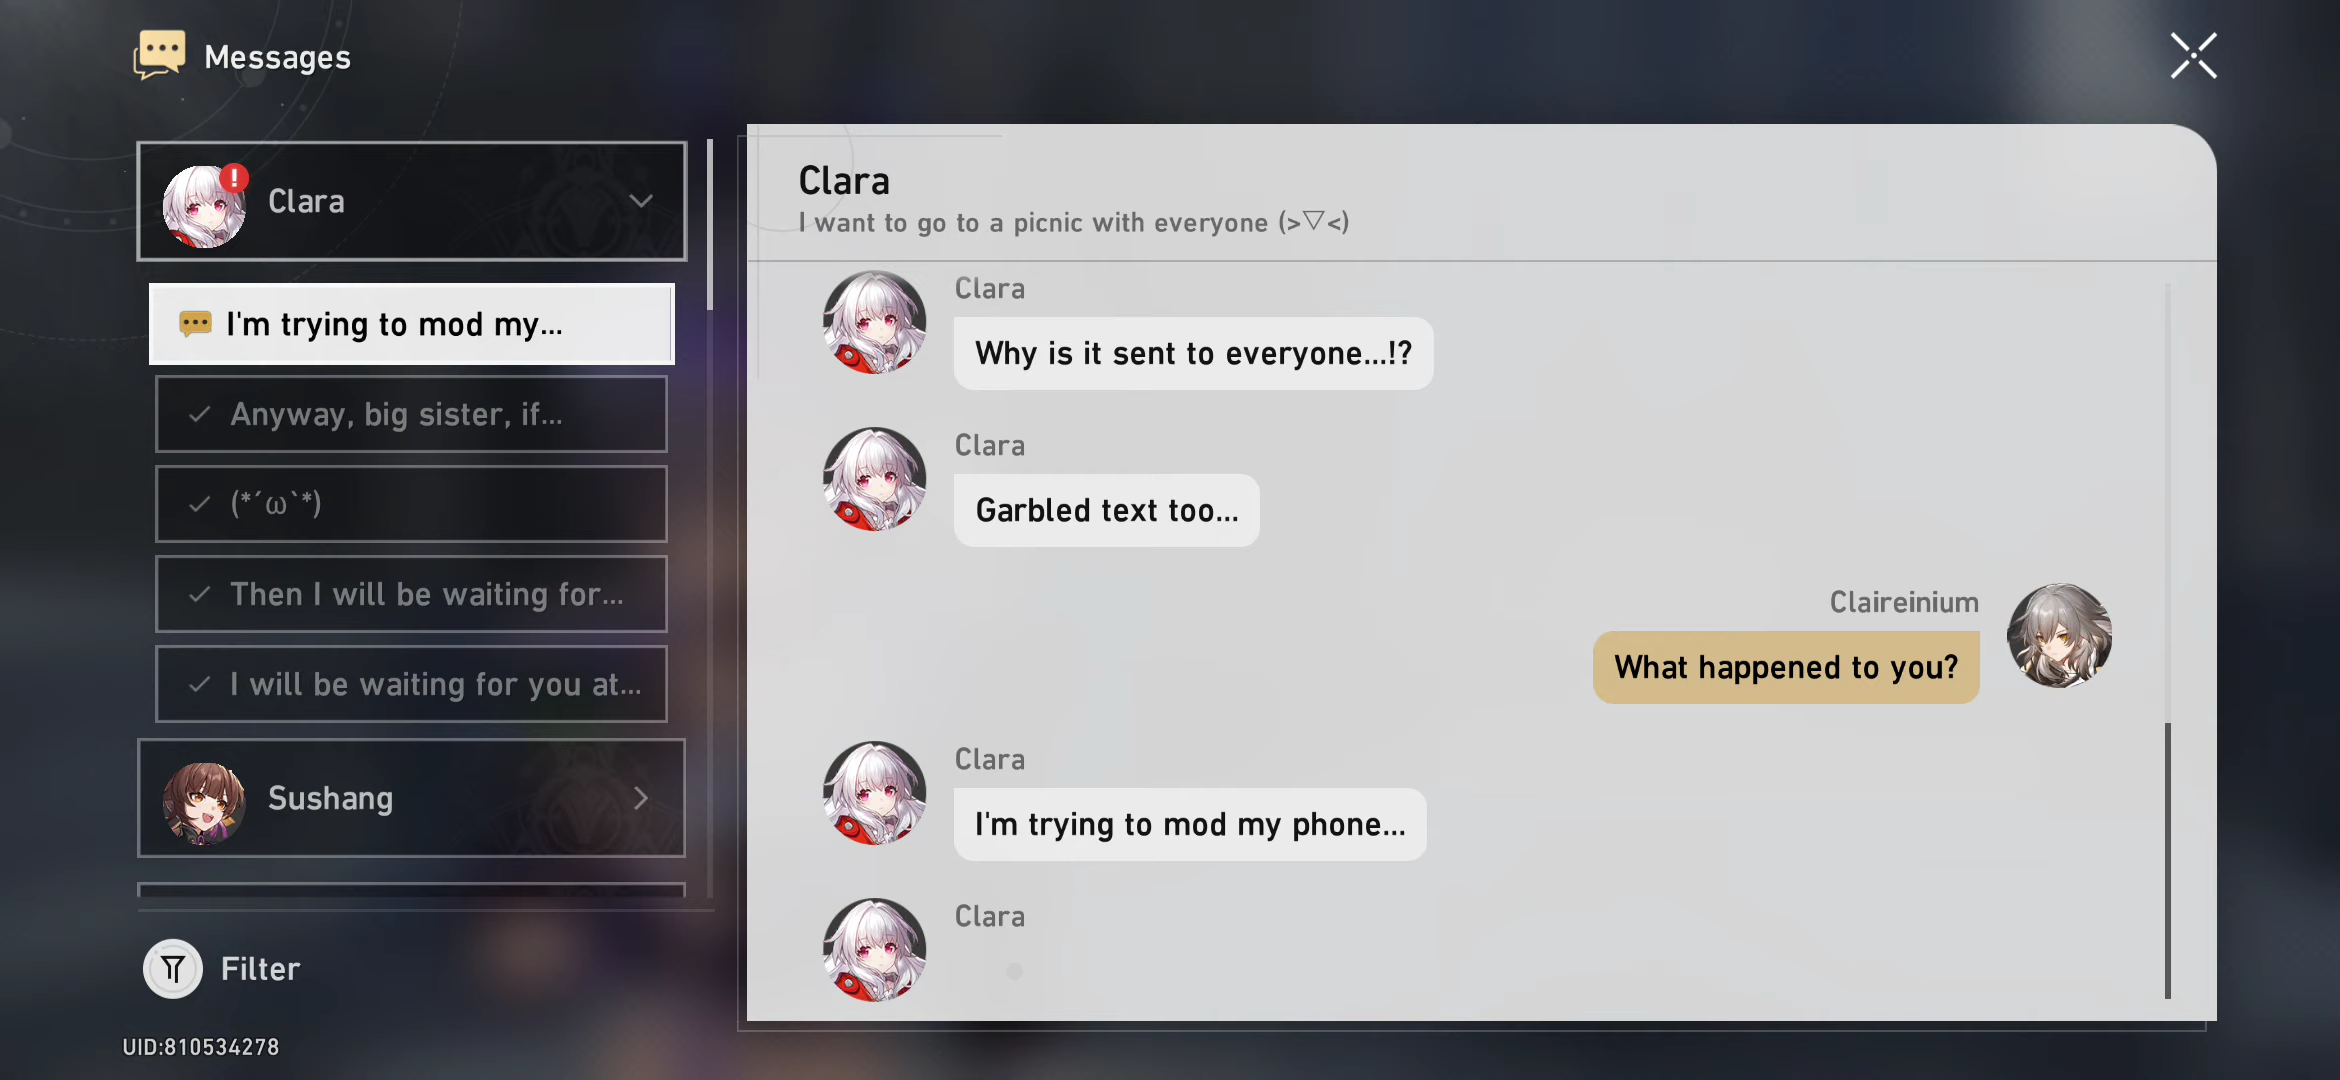 Messages
Clara
I'm trying to mod my...
Anyway, big sister, if...
(*´ω`*)
Then I will be waiting for...
I will be waiting for you at...
Sushang
Filter
UID:810534278
Clara
I want to go to a picnic with everyone (>▽<)
Clara
Why is it sent to everyone...!?
Clara
Garbled text too...
Claireinium
What happened to you?
Clara
I'm trying to mod my phone...
Clara